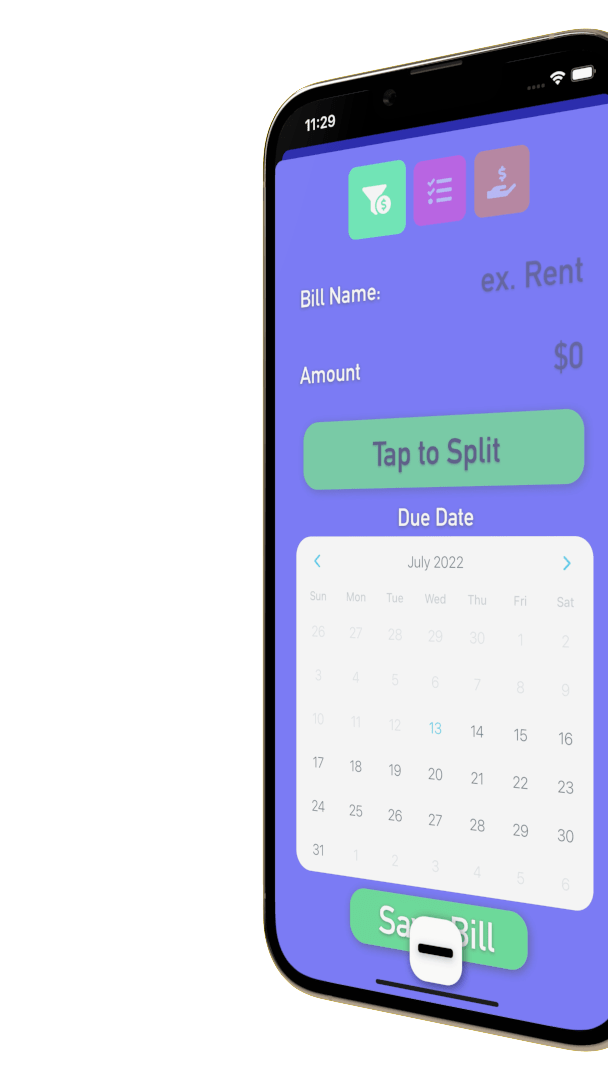 11:29
Bill Name:
ex. Rent
Amount
$0
Tap to Split
Due Date
July 2022
Sun Mon Tue Wed Thu Fri Sat
26 27 28 29 30 1 2
3 4 5 6 7 8 9
10 11 12 13 14 15 16
17 18 19 20 21 22 23
24 25 26 27 28 29 30
31 1 2 3 4 5 6
Bill